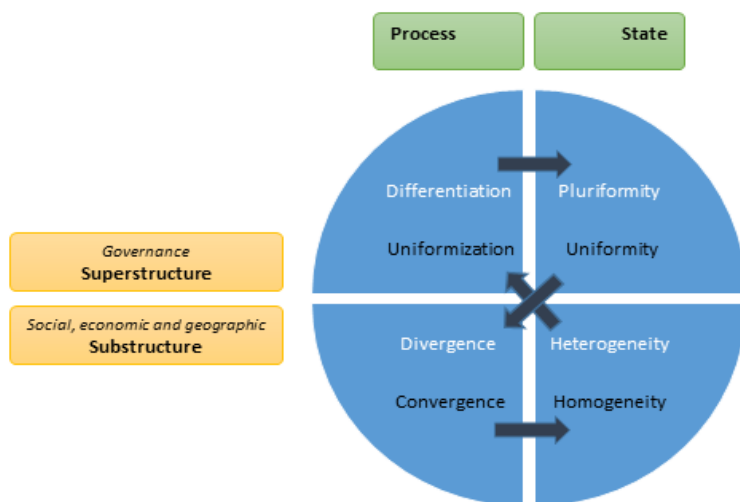 Process
State
Differentiation
Pluriformity
Uniformization
Uniformity
Governance
Superstructure
Social, economic and geographic
Substructure
Divergence
Heterogeneity
Convergence
Homogeneity